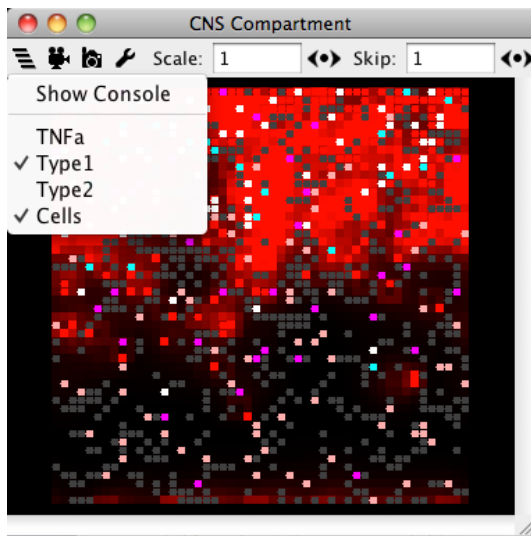 CNS Compartment
Scale: 1 Skip: 1
Show Console
TNFa
✓ Type1
Type2
✓ Cells